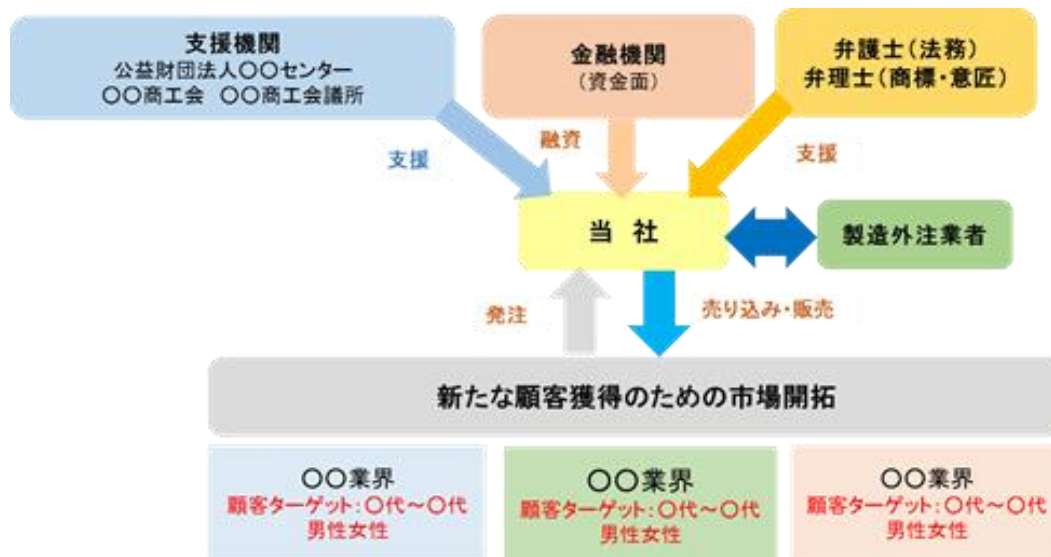 支援機関
公益財団法人〇〇センター
〇〇商工会 〇〇商工会議所
金融機関
(資金面)
弁護士(法務)
弁理士(商標・意匠)
支援
融資
支援
当 社
製造外注業者
発注
売り込み・販売
新たな顧客獲得のための市場開拓
〇〇業界
顧客ターゲット:〇代~〇代
男性女性
〇〇業界
顧客ターゲット:〇代~〇代
男性女性
〇〇業界
顧客ターゲット:〇代~〇代
男性女性